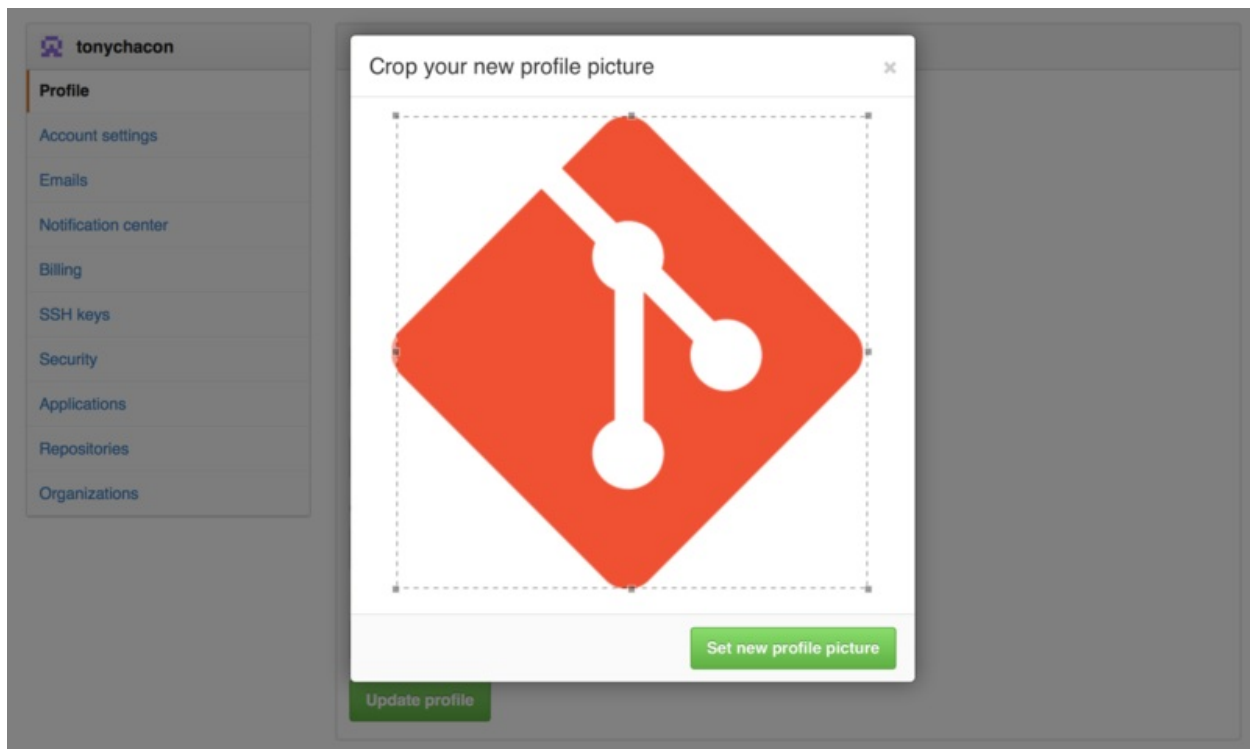 tonychacon
Profile
Account settings
Emails
Notification center
Billing
SSH keys
Security
Applications
Repositories
Organizations
Crop your new profile picture
×
Set new profile picture
Update profile